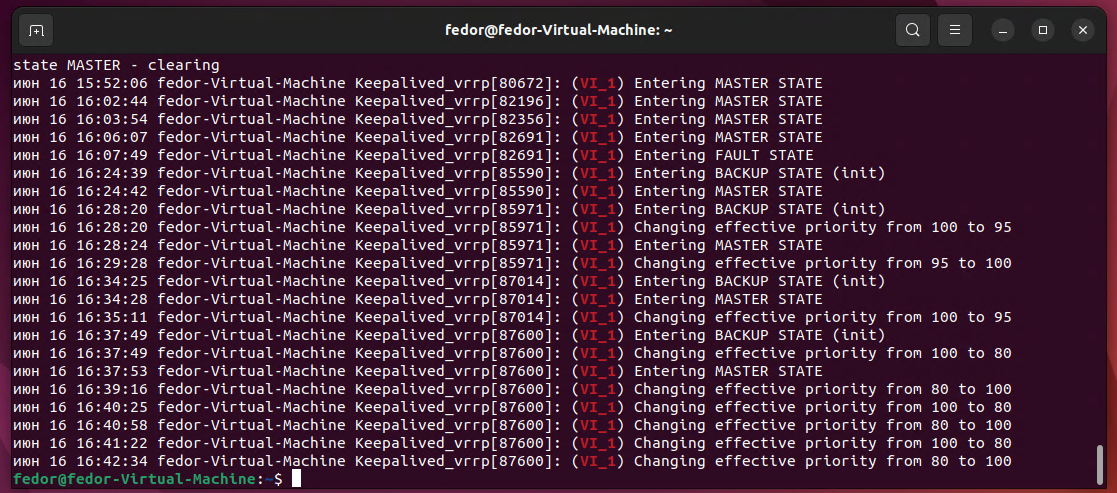 fedor@fedor-Virtual-Machine: ~
state MASTER - clearing
июн 16 15:52:06 fedor-Virtual-Machine Keepalived_vrrp[80672]: (VI_1) Entering MASTER STATE
июн 16 16:02:44 fedor-Virtual-Machine Keepalived_vrrp[82196]: (VI_1) Entering MASTER STATE
июн 16 16:03:54 fedor-Virtual-Machine Keepalived_vrrp[82356]: (VI_1) Entering MASTER STATE
июн 16 16:06:07 fedor-Virtual-Machine Keepalived_vrrp[82691]: (VI_1) Entering MASTER STATE
июн 16 16:07:49 fedor-Virtual-Machine Keepalived_vrrp[82691]: (VI_1) Entering FAULT STATE
июн 16 16:24:39 fedor-Virtual-Machine Keepalived_vrrp[85590]: (VI_1) Entering BACKUP STATE (init)
июн 16 16:24:42 fedor-Virtual-Machine Keepalived_vrrp[85590]: (VI_1) Entering MASTER STATE
июн 16 16:28:20 fedor-Virtual-Machine Keepalived_vrrp[85971]: (VI_1) Entering BACKUP STATE (init)
июн 16 16:28:20 fedor-Virtual-Machine Keepalived_vrrp[85971]: (VI_1) Changing effective priority from 100 to 95
июн 16 16:28:24 fedor-Virtual-Machine Keepalived_vrrp[85971]: (VI_1) Entering MASTER STATE
июн 16 16:29:28 fedor-Virtual-Machine Keepalived_vrrp[85971]: (VI_1) Changing effective priority from 95 to 100
июн 16 16:34:25 fedor-Virtual-Machine Keepalived_vrrp[87014]: (VI_1) Entering BACKUP STATE (init)
июн 16 16:34:28 fedor-Virtual-Machine Keepalived_vrrp[87014]: (VI_1) Entering MASTER STATE
июн 16 16:35:11 fedor-Virtual-Machine Keepalived_vrrp[87014]: (VI_1) Changing effective priority from 100 to 95
июн 16 16:37:49 fedor-Virtual-Machine Keepalived_vrrp[87600]: (VI_1) Entering BACKUP STATE (init)
июн 16 16:37:49 fedor-Virtual-Machine Keepalived_vrrp[87600]: (VI_1) Changing effective priority from 100 to 80
июн 16 16:37:53 fedor-Virtual-Machine Keepalived_vrrp[87600]: (VI_1) Entering MASTER STATE
июн 16 16:39:16 fedor-Virtual-Machine Keepalived_vrrp[87600]: (VI_1) Changing effective priority from 80 to 100
июн 16 16:40:25 fedor-Virtual-Machine Keepalived_vrrp[87600]: (VI_1) Changing effective priority from 100 to 80
июн 16 16:40:58 fedor-Virtual-Machine Keepalived_vrrp[87600]: (VI_1) Changing effective priority from 80 to 100
июн 16 16:41:22 fedor-Virtual-Machine Keepalived_vrrp[87600]: (VI_1) Changing effective priority from 100 to 80
июн 16 16:42:34 fedor-Virtual-Machine Keepalived_vrrp[87600]: (VI_1) Changing effective priority from 80 to 100
fedor@fedor-Virtual-Machine:~$